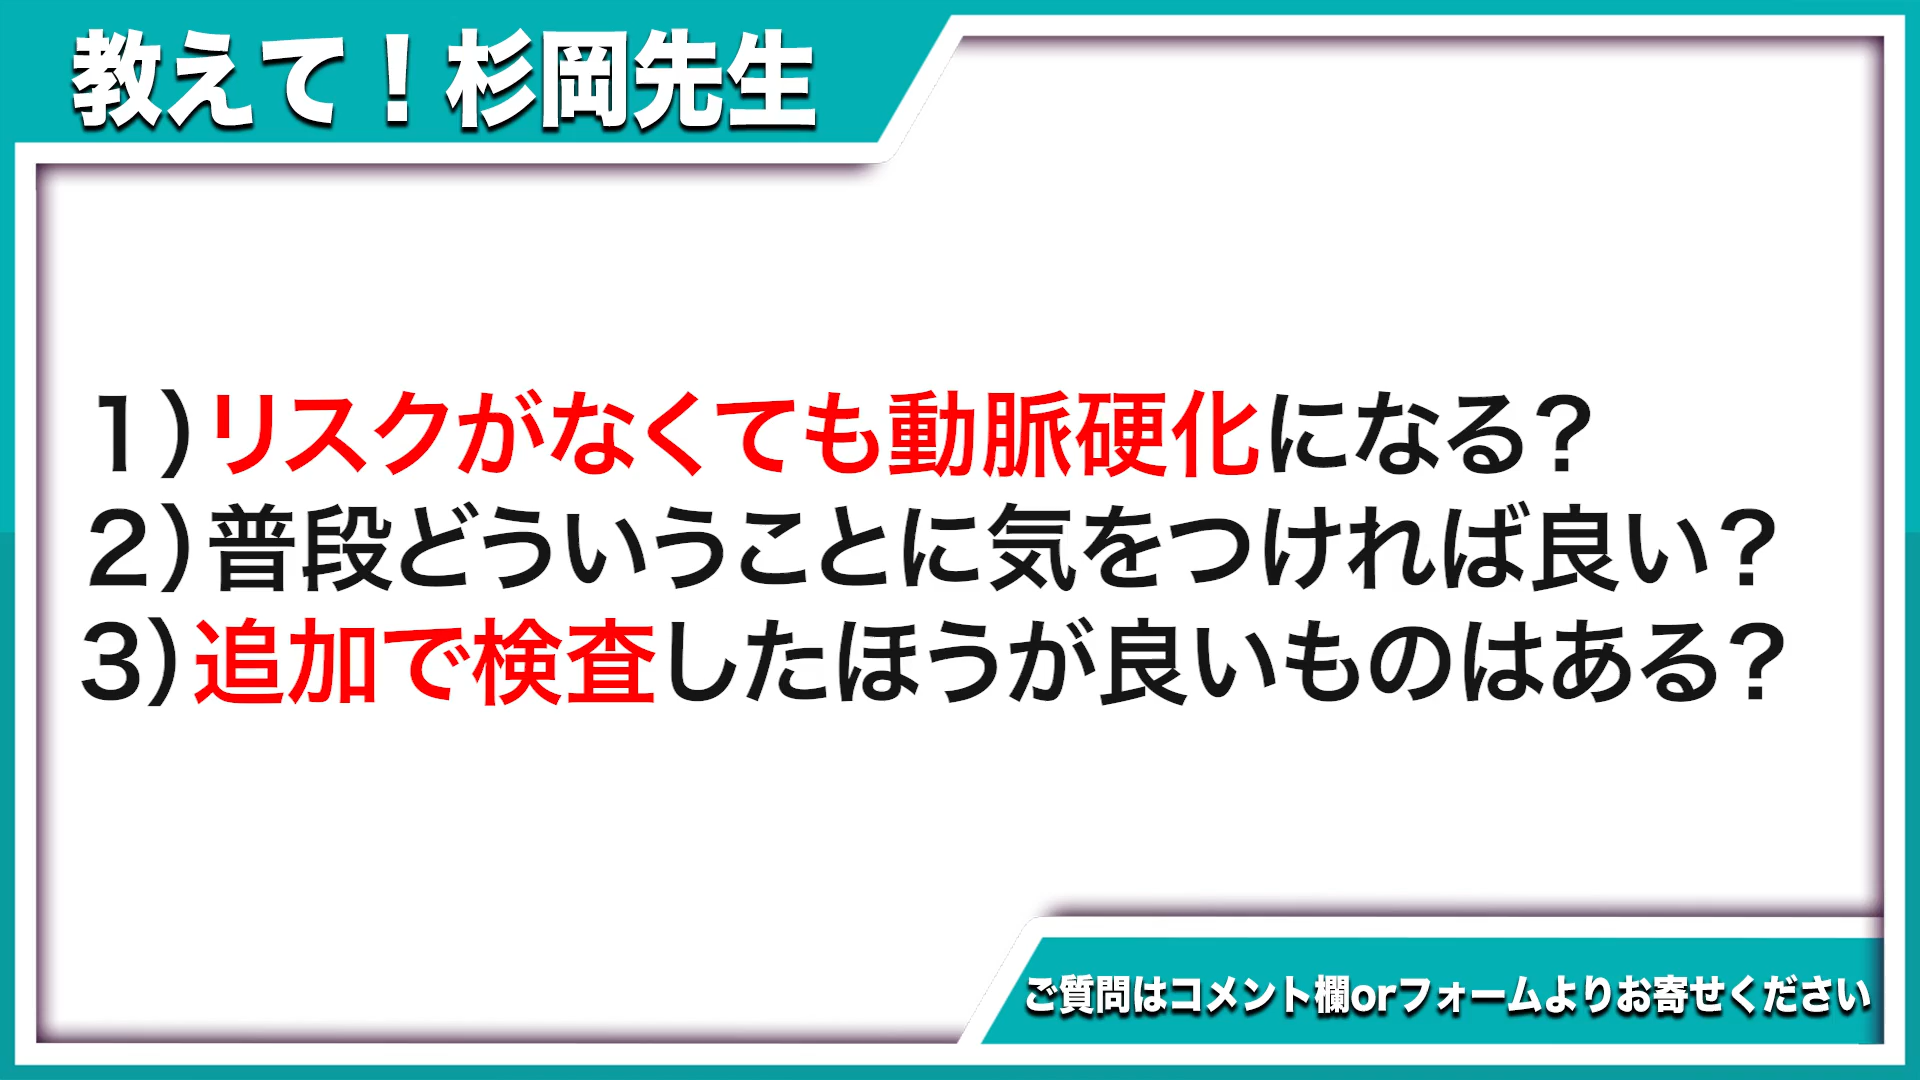 教えて！杉岡先生
１）リスクがなくても動脈硬化になる？
２）普段どういうことに気をつければ良い？
３）追加で検査したほうが良いものはある？
ご質問はコメント欄orフォームよりお寄せください